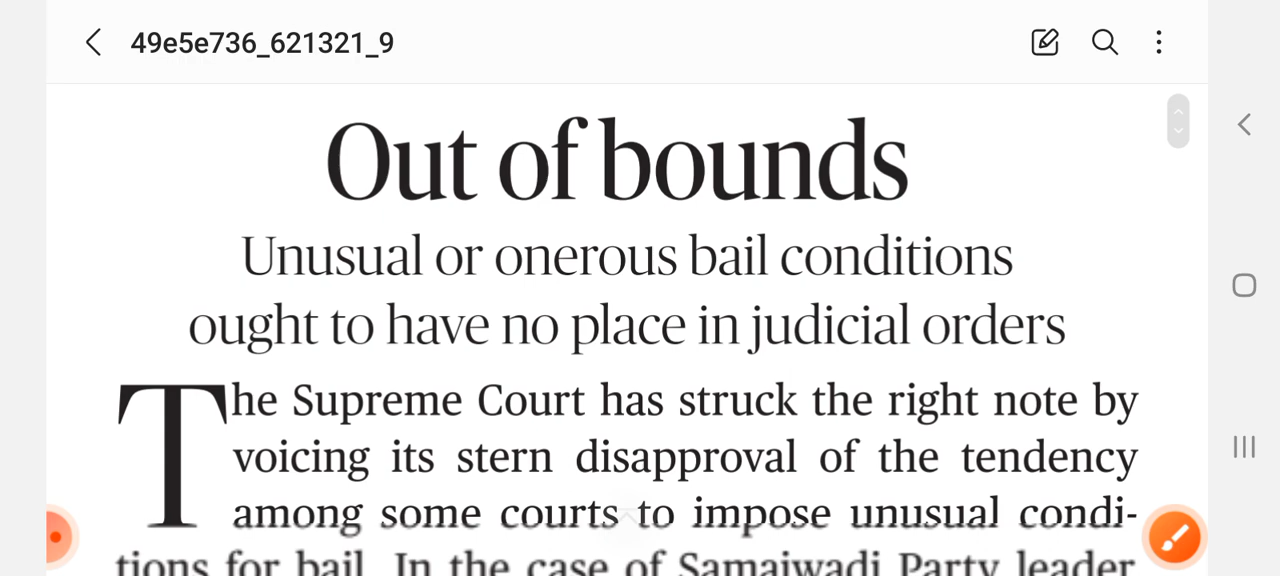 49e5e736_621321_9
Out of bounds
Unusual or onerous bail conditions
ought to have no place in judicial orders
The Supreme Court has struck the right note by
voicing its stern disapproval of the tendency
among some courts to impose unusual condi-
tions for bail. In the case of Samajwadi Party leader